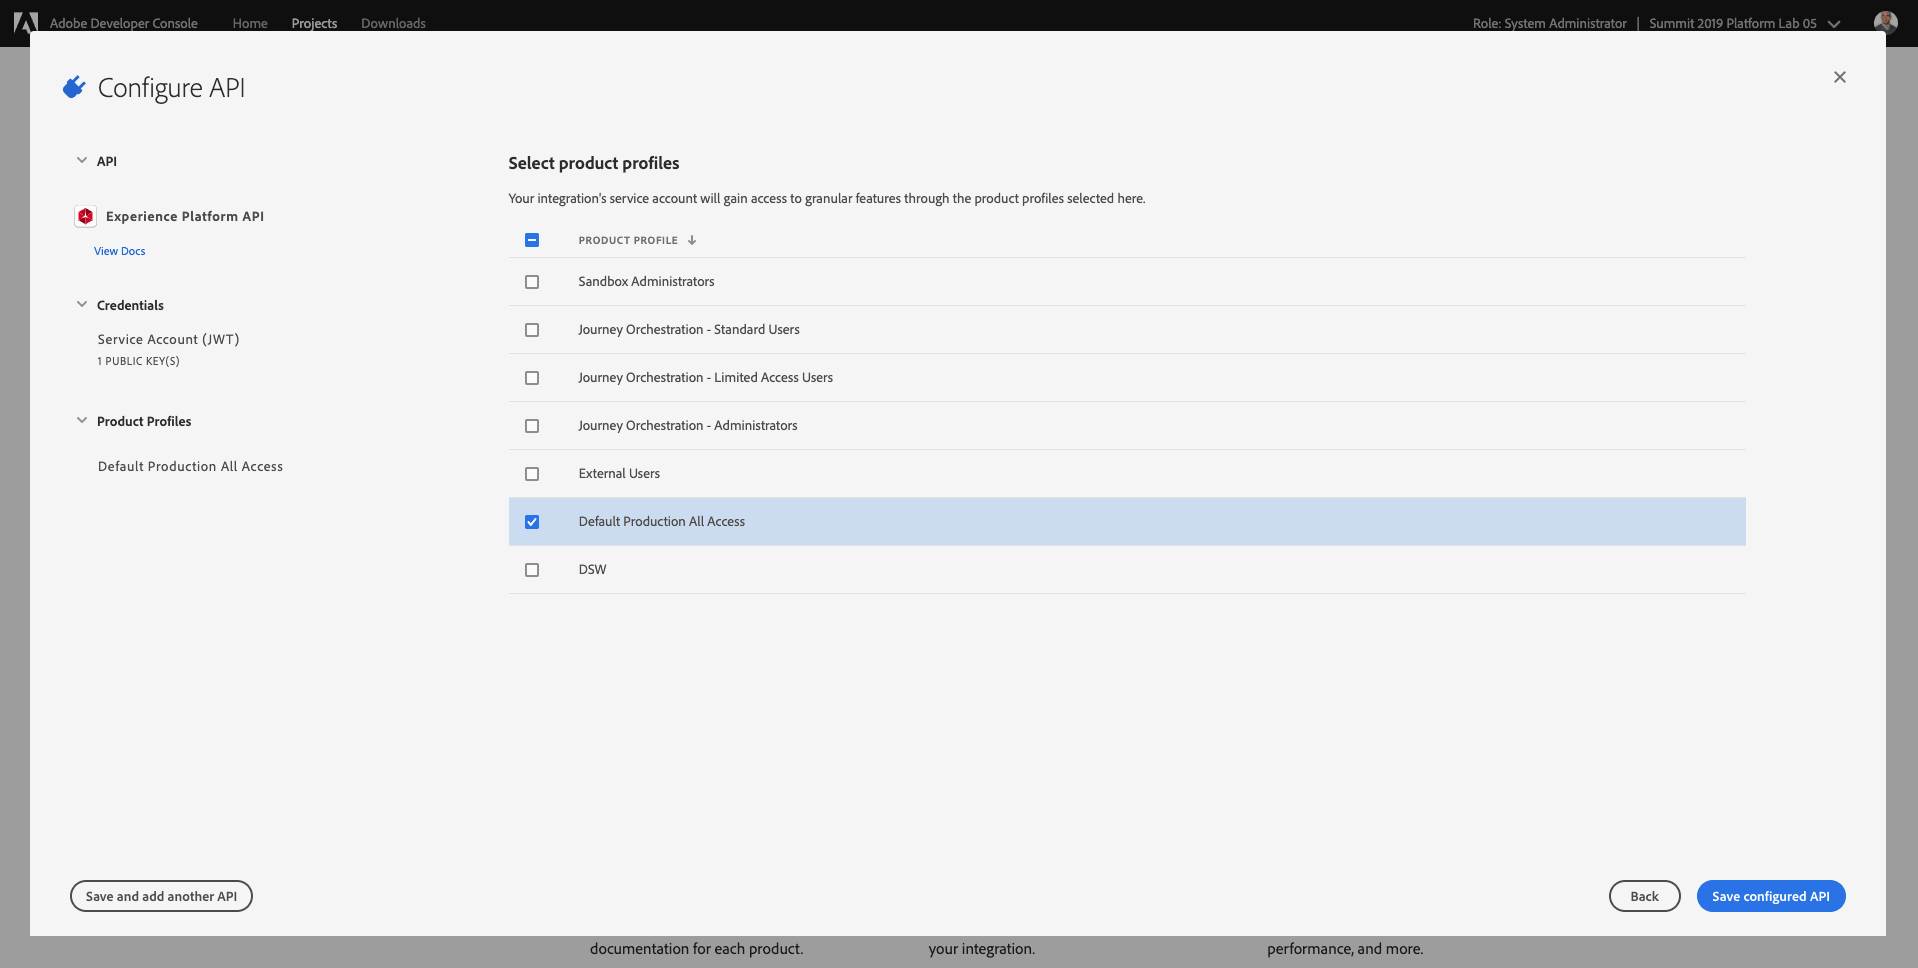 Adobe Developer Console Home Projects Downloads Role: System Administrator | Summit 2019 Platform Lab 05
Configure API
API
Experience Platform API
View Docs
Credentials
Service Account (JWT)
1 PUBLIC KEY(S)
Product Profiles
Default Production All Access
Select product profiles
Your integration's service account will gain access to granular features through the product profiles selected here.
PRODUCT PROFILE
Sandbox Administrators
Journey Orchestration - Standard Users
Journey Orchestration - Limited Access Users
Journey Orchestration - Administrators
External Users
Default Production All Access
DSW
Save and add another API
Back
Save configured API
documentation for each product.
your integration.
performance, and more.